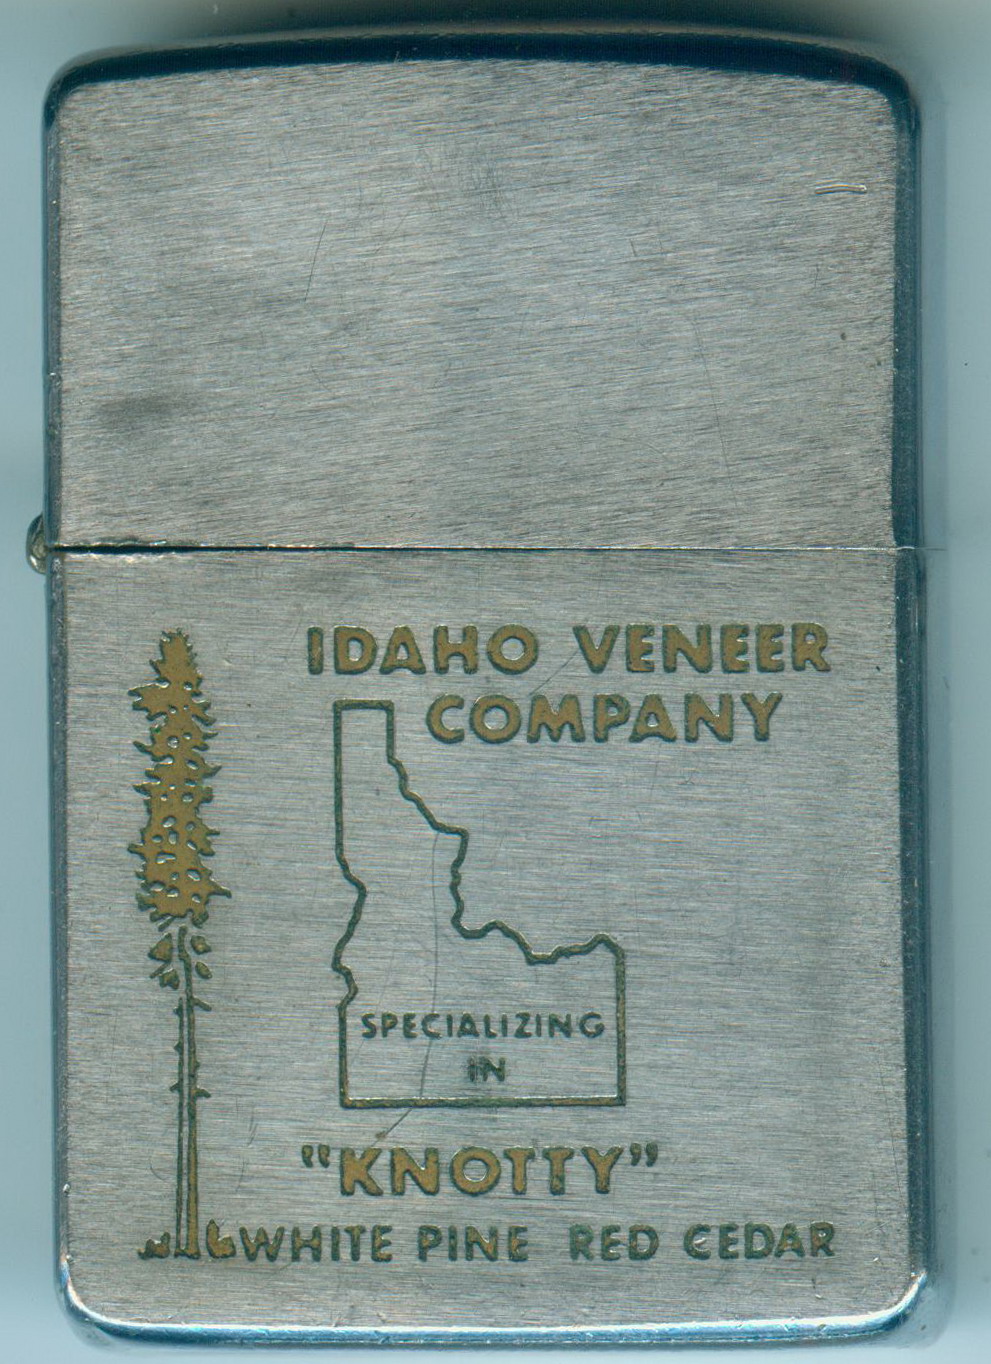 IDAHO VENEER
COMPANY
SPECIALIZING
IN
"KNOTTY"
WHITE PINE RED CEDAR